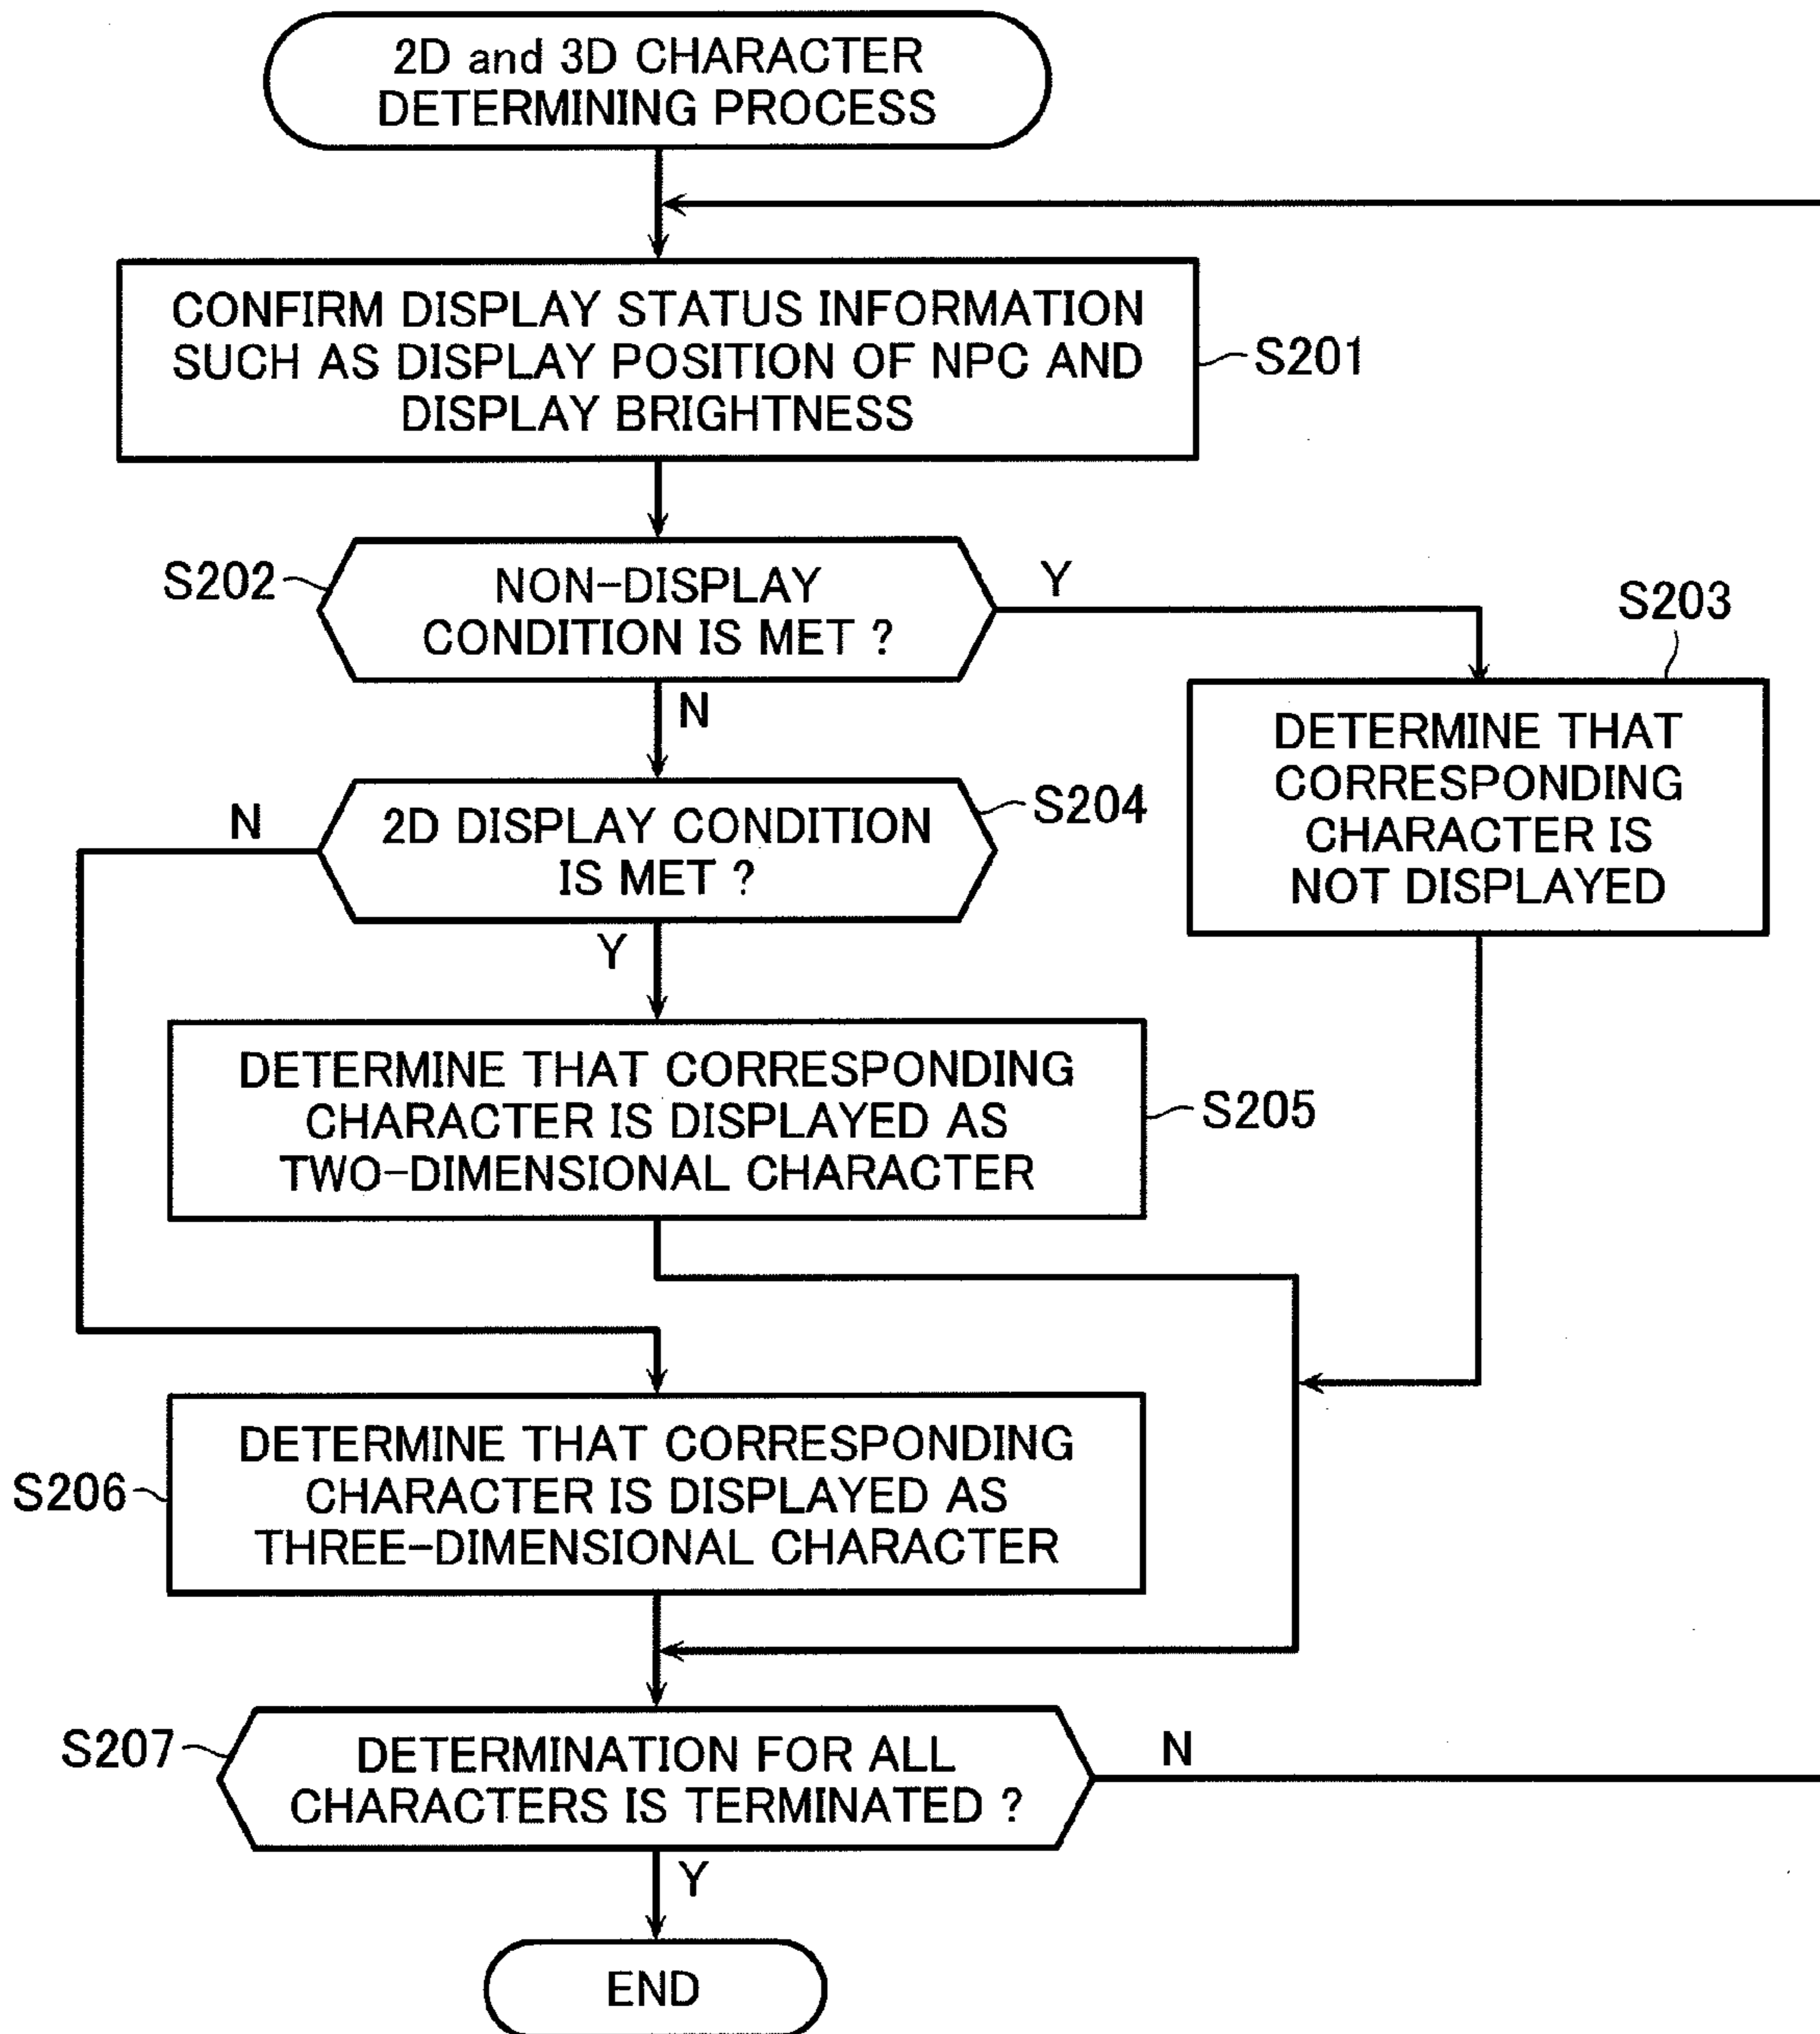 2D and 3D CHARACTER
DETERMINING PROCESS
CONFIRM DISPLAY STATUS INFORMATION
SUCH AS DISPLAY POSITION OF NPC AND
DISPLAY BRIGHTNESS
S201
S202
NON-DISPLAY
CONDITION IS MET ?
Y
N
S203
DETERMINE THAT
CORRESPONDING
CHARACTER IS
NOT DISPLAYED
N
2D DISPLAY CONDITION
IS MET ?
S204
Y
DETERMINE THAT CORRESPONDING
CHARACTER IS DISPLAYED AS
TWO-DIMENSIONAL CHARACTER
S205
S206
DETERMINE THAT CORRESPONDING
CHARACTER IS DISPLAYED AS
THREE-DIMENSIONAL CHARACTER
S207
DETERMINATION FOR ALL
CHARACTERS IS TERMINATED ?
N
Y
END